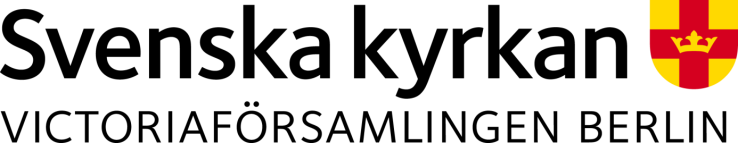 Svenska kyrkan
VICTORIAFÖRSAMLINGEN BERLIN